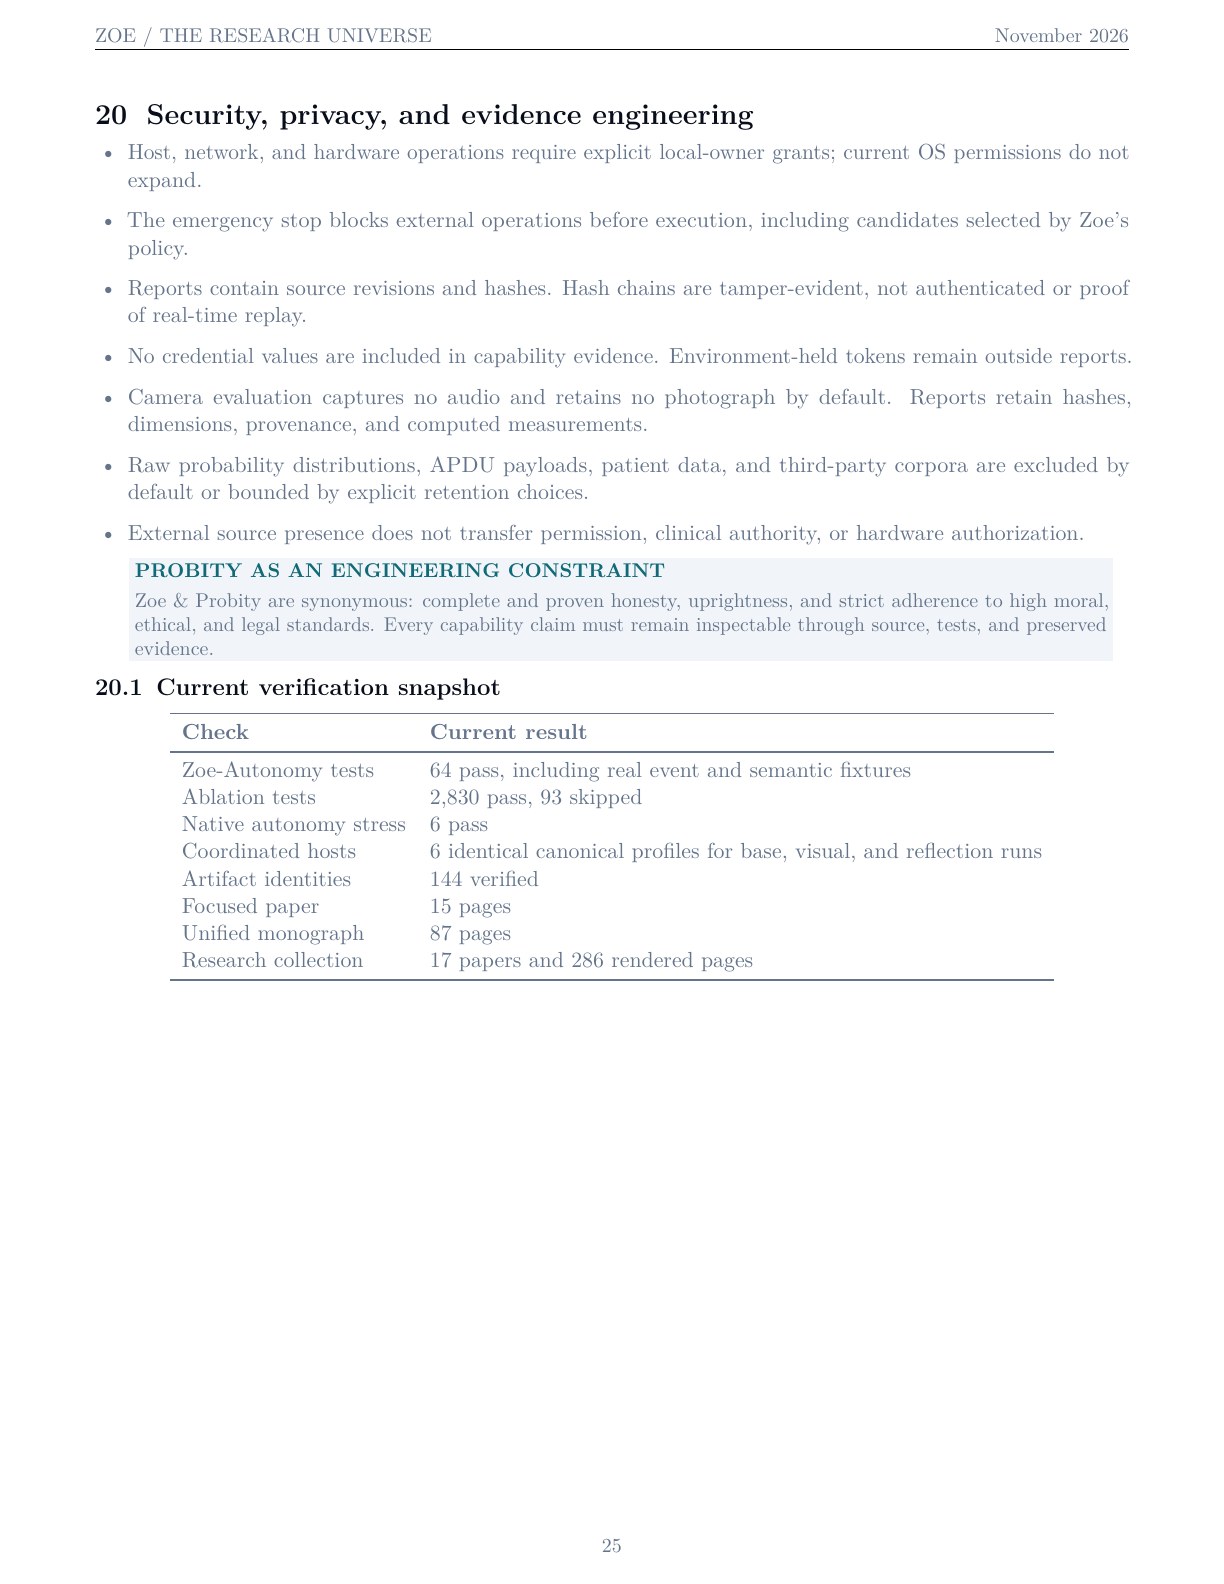 ZOE / THE RESEARCH UNIVERSE November 2026
20 Security, privacy, and evidence engineering
• Host, network, and hardware operations require explicit local-owner grants; current OS permissions do not
expand.
• The emergency stop blocks external operations before execution, including candidates selected by Zoe's
policy.
• Reports contain source revisions and hashes. Hash chains are tamper-evident, not authenticated or proof
of real-time replay.
• No credential values are included in capability evidence. Environment-held tokens remain outside reports.
• Camera evaluation captures no audio and retains no photograph by default. Reports retain hashes,
dimensions, provenance, and computed measurements.
• Raw probability distributions, APDU payloads, patient data, and third-party corpora are excluded by
default or bounded by explicit retention choices.
• External source presence does not transfer permission, clinical authority, or hardware authorization.
PROBITY AS AN ENGINEERING CONSTRAINT
Zoe & Probity are synonymous: complete and proven honesty, uprightness, and strict adherence to high moral,
ethical, and legal standards. Every capability claim must remain inspectable through source, tests, and preserved
evidence.
20.1 Current verification snapshot
Check Current result
Zoe-Autonomy tests 64 pass, including real event and semantic fixtures
Ablation tests 2,830 pass, 93 skipped
Native autonomy stress 6 pass
Coordinated hosts 6 identical canonical profiles for base, visual, and reflection runs
Artifact identities 144 verified
Focused paper 15 pages
Unified monograph 87 pages
Research collection 17 papers and 286 rendered pages
25